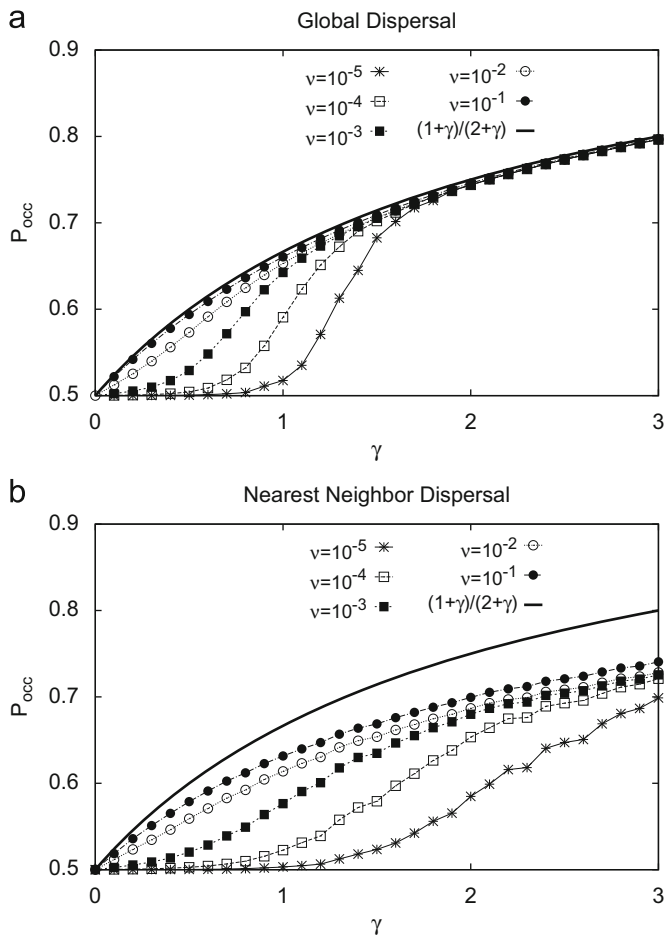 a
Global Dispersal
0.9
0.8
0.7
0.6
0.5
P_occ
ν=10^-5
ν=10^-4
ν=10^-3
ν=10^-2
ν=10^-1
(1+γ)/(2+γ)
0 1 2 3
γ
b
Nearest Neighbor Dispersal
0.9
0.8
0.7
0.6
0.5
P_occ
ν=10^-5
ν=10^-4
ν=10^-3
ν=10^-2
ν=10^-1
(1+γ)/(2+γ)
0 1 2 3
γ